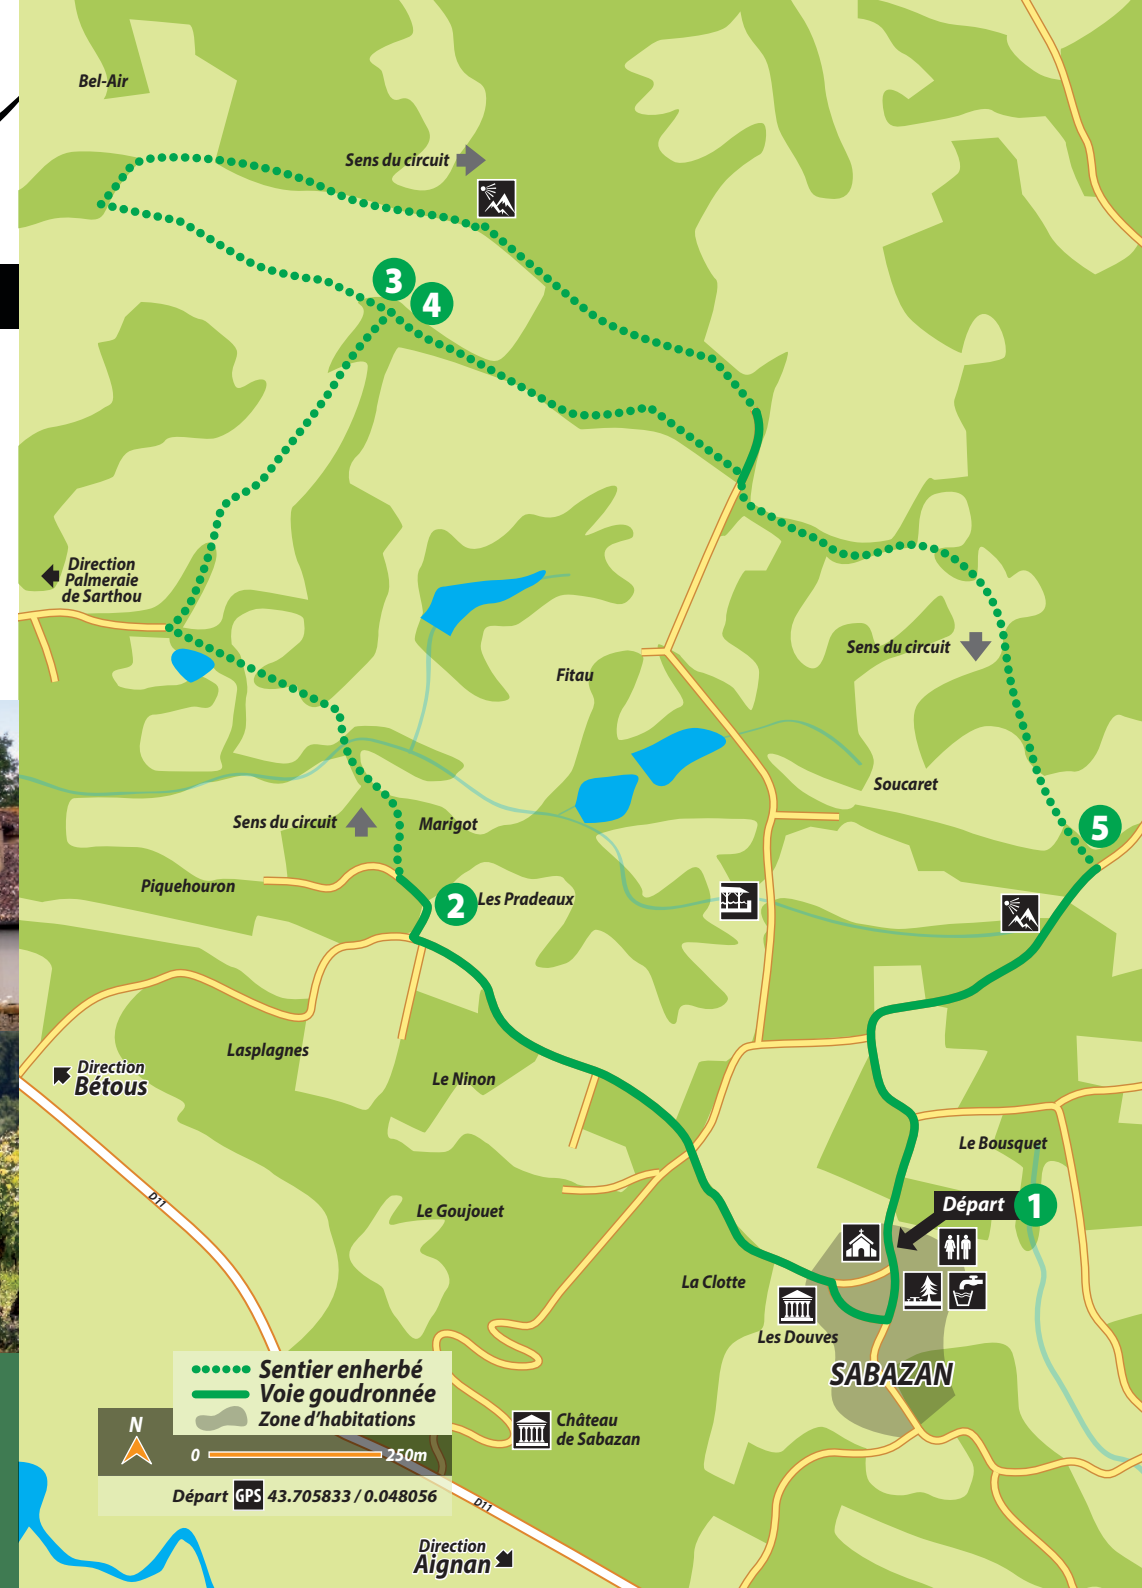 Bel-Air
Sens du circuit
3
4
Direction
Palmeraie
de Sarthou
Sens du circuit
Fitau
Soucaret
Sens du circuit
Marigot
5
Piquehouron
2
Les Pradeaux
Lasplagnes
Direction
Bétous
Le Ninon
Le Bousquet
D11
Départ 1
Le Goujouet
La Clotte
Les Douves
SABAZAN
Sentier enherbé
Voie goudronnée
Zone d'habitations
N
0 250m
Château
de Sabazan
Départ GPS 43.705833 / 0.048056
D11
Direction
Aignan